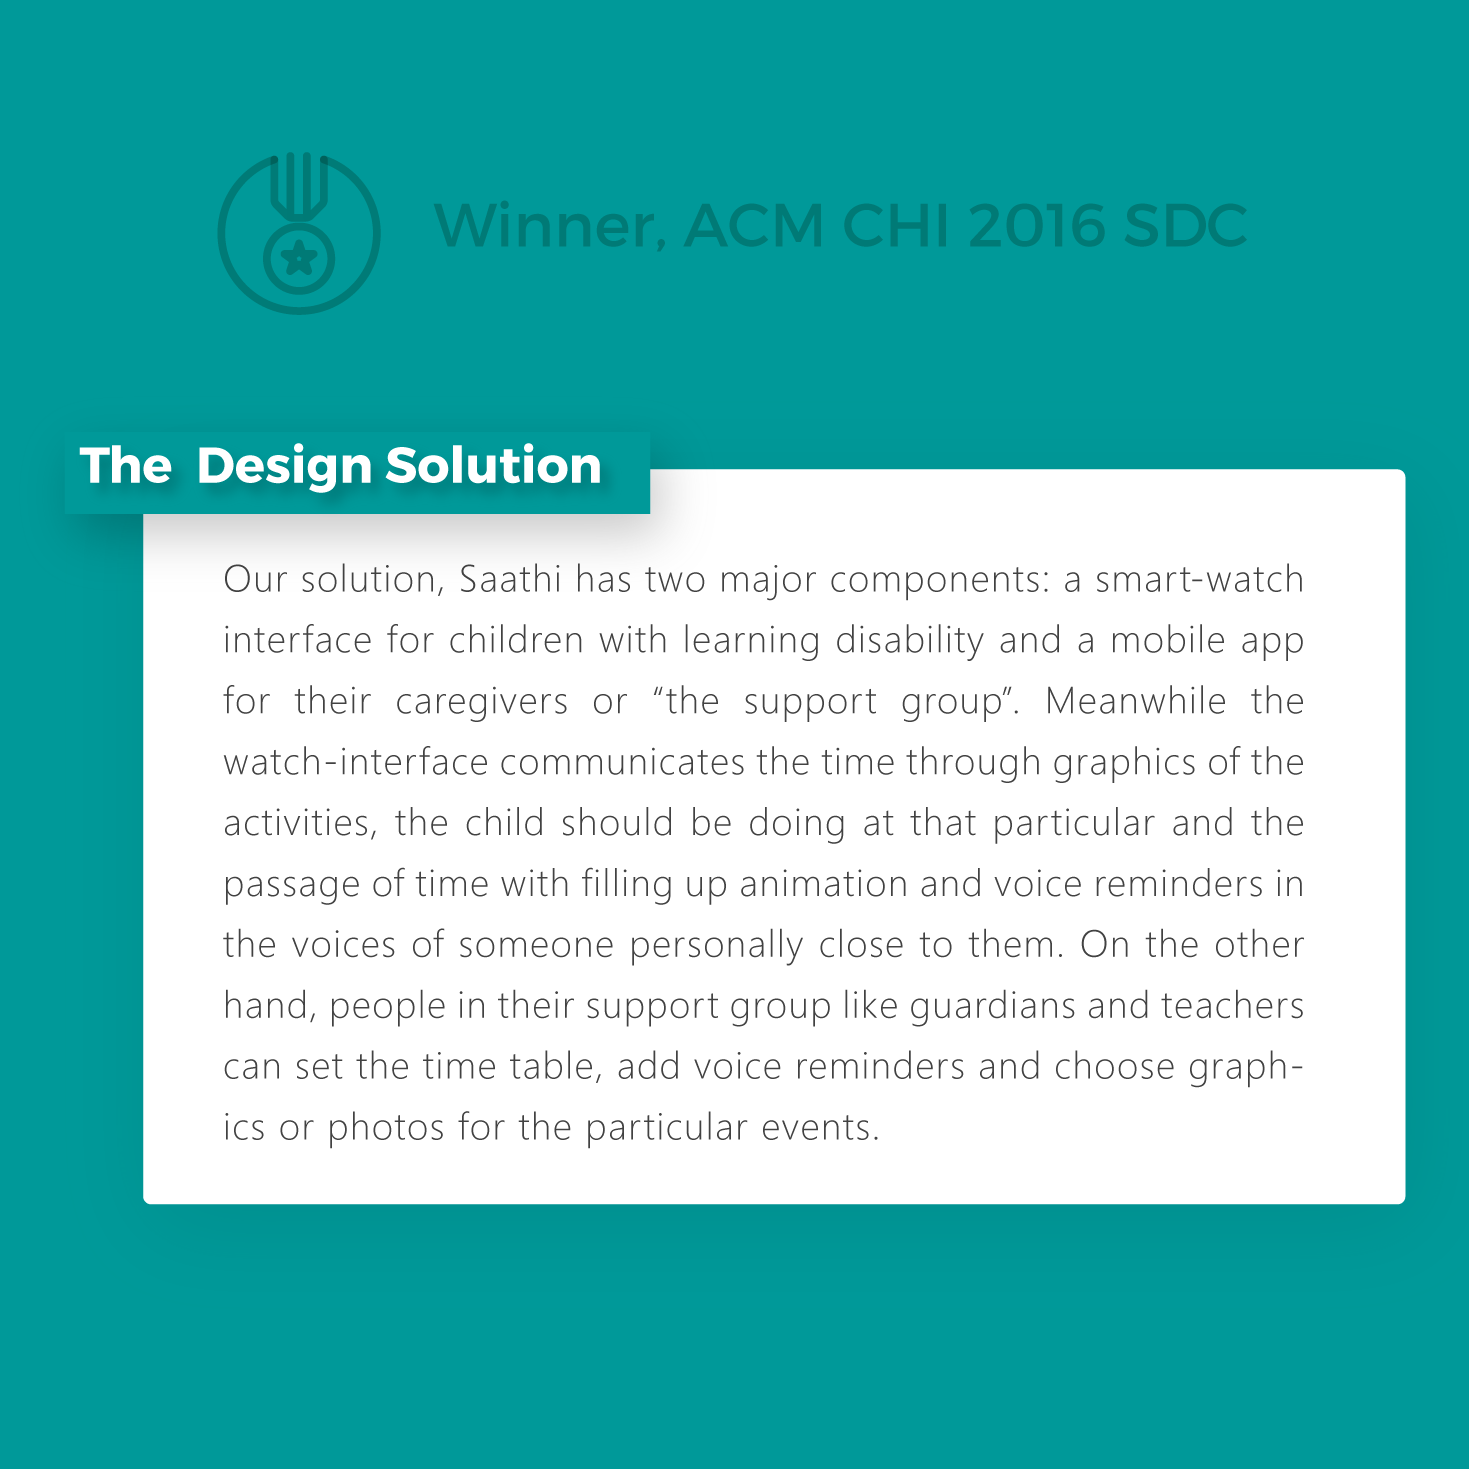 Winner, ACM CHI 2016 SDC
The Design Solution
Our solution, Saathi has two major components: a smart-watch
interface for children with learning disability and a mobile app
for their caregivers or “the support group”. Meanwhile the
watch-interface communicates the time through graphics of the
activities, the child should be doing at that particular and the
passage of time with filling up animation and voice reminders in
the voices of someone personally close to them. On the other
hand, people in their support group like guardians and teachers
can set the time table, add voice reminders and choose graph-
ics or photos for the particular events.